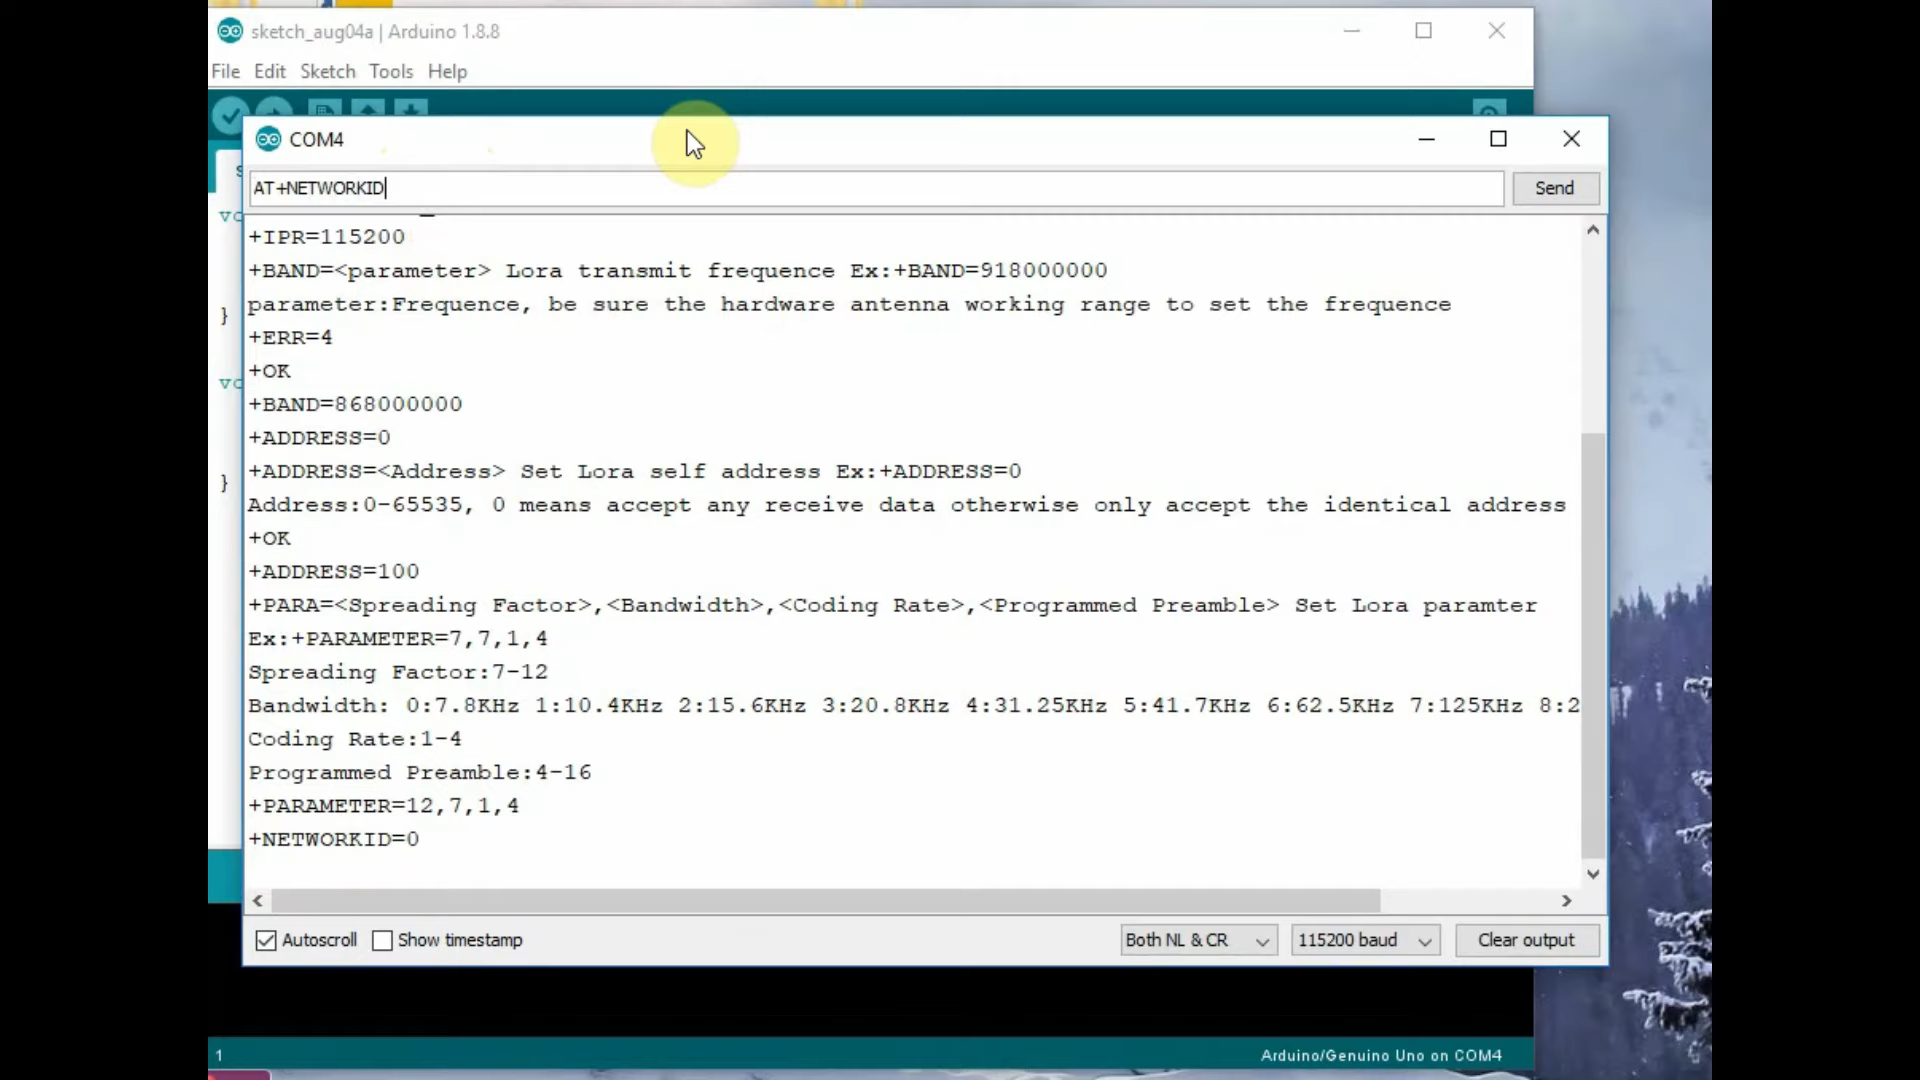 sketch_aug04a | Arduino 1.8.8
File Edit Sketch Tools Help
COM4
AT+NETWORKID
Send
+IPR=115200
+BAND=<parameter> Lora transmit frequence Ex:+BAND=918000000
parameter:Frequence, be sure the hardware antenna working range to set the frequence
+ERR=4
+OK
+BAND=868000000
+ADDRESS=0
+ADDRESS=<Address> Set Lora self address Ex:+ADDRESS=0
Address:0-65535, 0 means accept any receive data otherwise only accept the identical address
+OK
+ADDRESS=100
+PARA=<Spreading Factor>,<Bandwidth>,<Coding Rate>,<Programmed Preamble> Set Lora paramter
Ex:+PARAMETER=7,7,1,4
Spreading Factor:7-12
Bandwidth: 0:7.8KHz 1:10.4KHz 2:15.6KHz 3:20.8KHz 4:31.25KHz 5:41.7KHz 6:62.5KHz 7:125KHz 8:2
Coding Rate:1-4
Programmed Preamble:4-16
+PARAMETER=12,7,1,4
+NETWORKID=0
Autoscroll Show timestamp Both NL & CR 115200 baud Clear output
1 Arduino/Genuino Uno on COM4